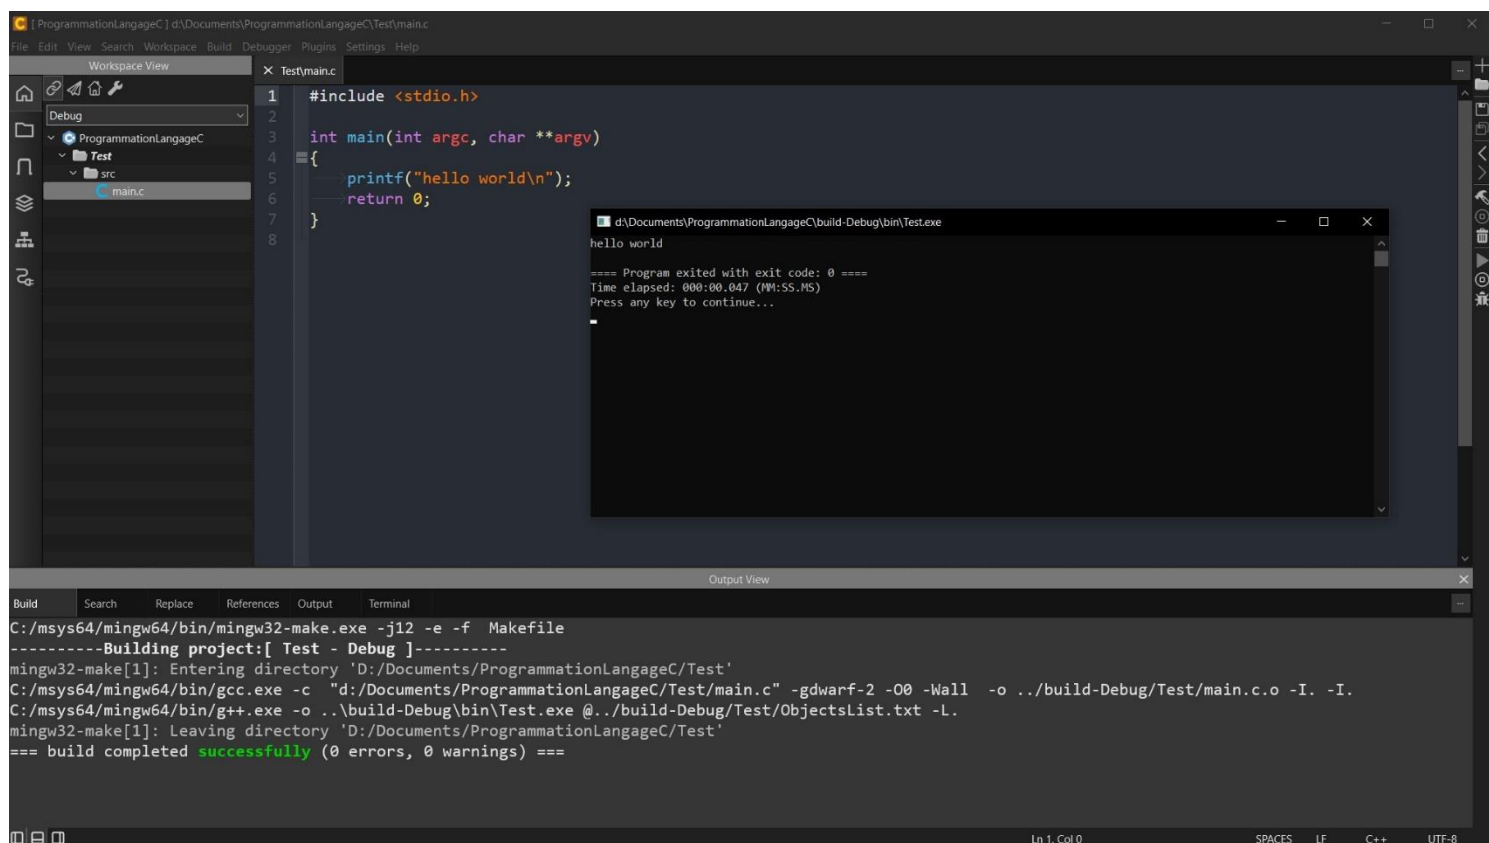 [ ProgrammationLangageC ] d:\Documents\ProgrammationLangageC\Test\main.c
File Edit View Search Workspace Build Debugger Plugins Settings Help
Workspace View
Test\main.c
Debug
ProgrammationLangageC
Test
src
main.c
1 #include <stdio.h>
2
3 int main(int argc, char **argv)
4 {
5 printf("hello world\n");
6 return 0;
7 }
8
d:\Documents\ProgrammationLangageC\build-Debug\bin\Test.exe
hello world
==== Program exited with exit code: 0 ====
Time elapsed: 000:00.047 (MM:SS.MS)
Press any key to continue...
Output View
Build Search Replace References Output Terminal
C:/msys64/mingw64/bin/mingw32-make.exe -j12 -e -f Makefile
----------Building project:[ Test - Debug ]----------
mingw32-make[1]: Entering directory 'D:/Documents/ProgrammationLangageC/Test'
C:/msys64/mingw64/bin/gcc.exe -c "d:/Documents/ProgrammationLangageC/Test/main.c" -gdwarf-2 -O0 -Wall -o ../build-Debug/Test/main.c.o -I. -I.
C:/msys64/mingw64/bin/g++.exe -o ..\build-Debug\bin\Test.exe @../build-Debug/Test/ObjectsList.txt -L.
mingw32-make[1]: Leaving directory 'D:/Documents/ProgrammationLangageC/Test'
=== build completed successfully (0 errors, 0 warnings) ===
Ln 1, Col 0 SPACES LF C++ UTF-8